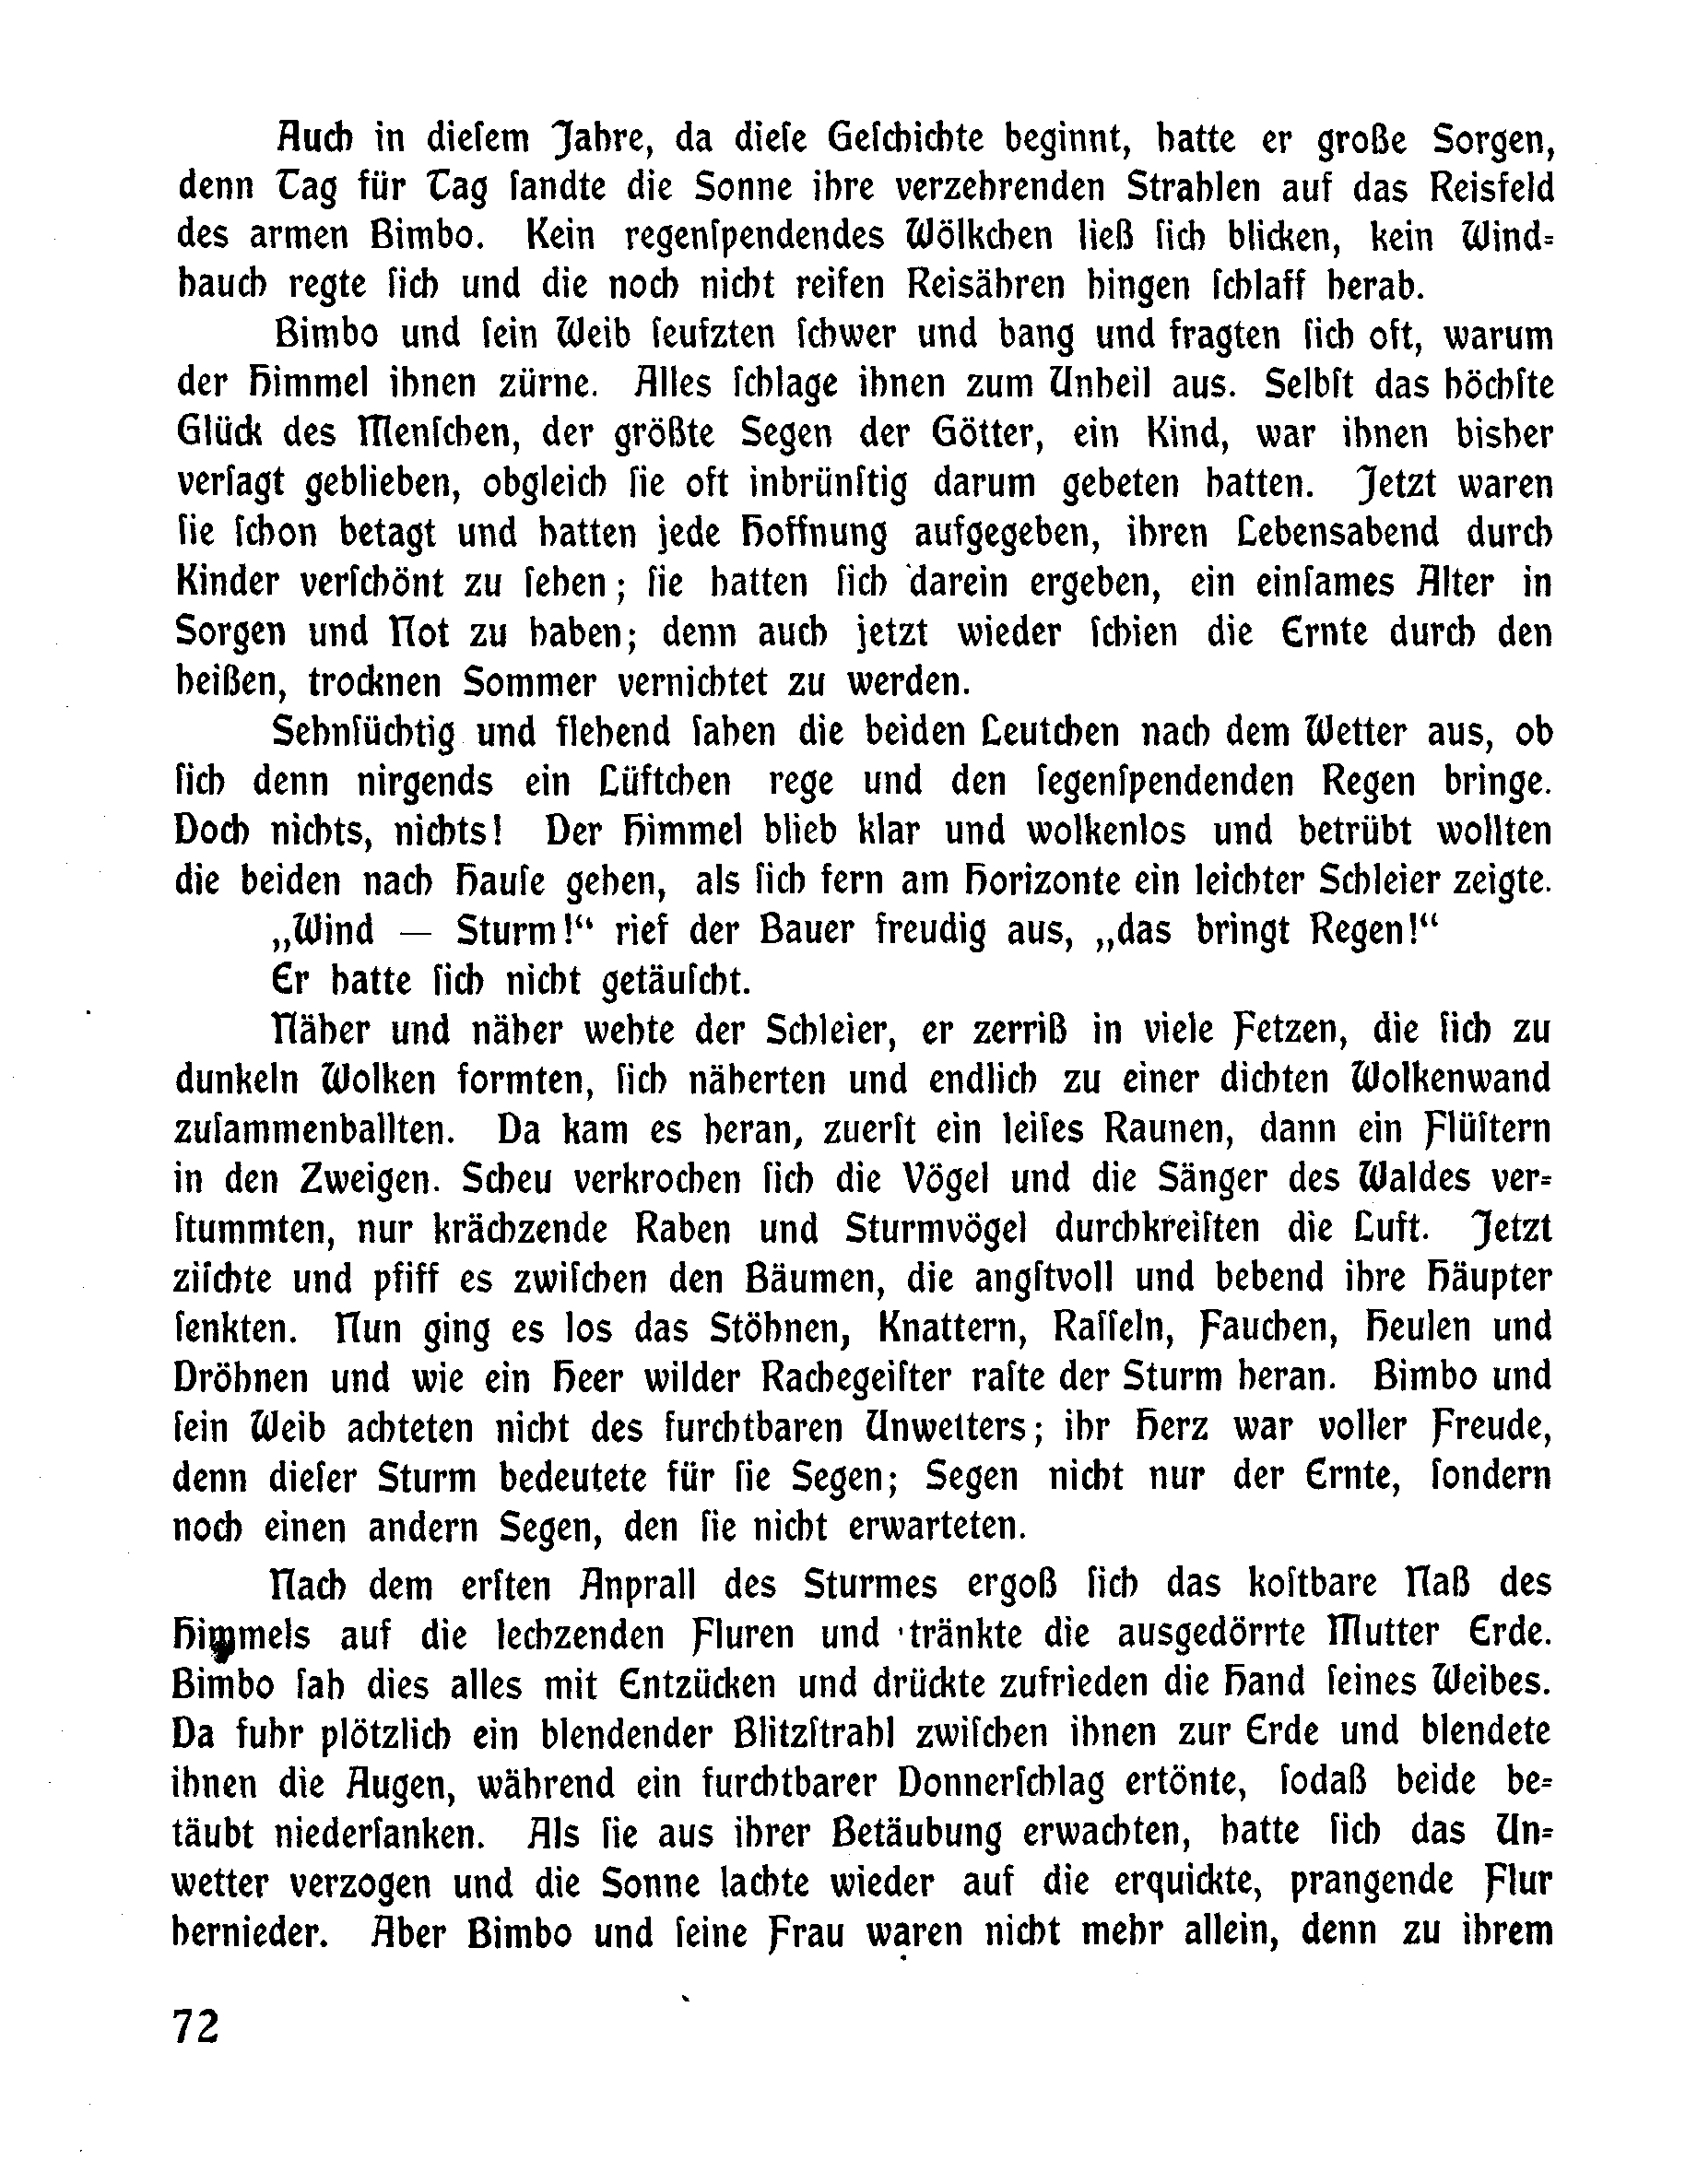 Auch in dieſem Jahre, da dieſe Geſchichte beginnt, hatte er große Sorgen,
denn Tag für Tag ſandte die Sonne ihre verzehrenden Strahlen auf das Reisfeld
des armen Bimbo. Kein regenſpendendes Wölkchen ließ ſich blicken, kein Wind=
hauch regte ſich und die noch nicht reifen Reisähren hingen ſchlaff herab.
Bimbo und ſein Weib ſeufzten ſchwer und bang und fragten ſich oft, warum
der Himmel ihnen zürne. Alles ſchlage ihnen zum Unheil aus. Selbſt das höchſte
Glück des Menſchen, der größte Segen der Götter, ein Kind, war ihnen bisher
verſagt geblieben, obgleich ſie oft inbrünſtig darum gebeten hatten. Jetzt waren
ſie ſchon betagt und hatten jede Hoffnung aufgegeben, ihren Lebensabend durch
Kinder verſchönt zu ſehen; ſie hatten ſich darein ergeben, ein einſames Alter in
Sorgen und Not zu haben; denn auch jetzt wieder ſchien die Ernte durch den
heißen, trocknen Sommer vernichtet zu werden.
Sehnſüchtig und flehend ſahen die beiden Leutchen nach dem Wetter aus, ob
ſich denn nirgends ein Lüftchen rege und den ſegenſpendenden Regen bringe.
Doch nichts, nichts! Der Himmel blieb klar und wolkenlos und betrübt wollten
die beiden nach Hauſe gehen, als ſich fern am Horizonte ein leichter Schleier zeigte.
„Wind — Sturm!“ rief der Bauer freudig aus, „das bringt Regen!“
Er hatte ſich nicht getäuſcht.
Näher und näher wehte der Schleier, er zerriß in viele Fetzen, die ſich zu
dunkeln Wolken formten, ſich näherten und endlich zu einer dichten Wolkenwand
zuſammenballten. Da kam es heran, zuerſt ein leiſes Raunen, dann ein Flüſtern
in den Zweigen. Scheu verkrochen ſich die Vögel und die Sänger des Waldes ver=
ſtummten, nur krächzende Raben und Sturmvögel durchkreiſten die Luft. Jetzt
ziſchte und pfiff es zwiſchen den Bäumen, die angſtvoll und bebend ihre Häupter
ſenkten. Nun ging es los das Stöhnen, Knattern, Raſſeln, Fauchen, Heulen und
Dröhnen und wie ein Heer wilder Rachegeiſter raſte der Sturm heran. Bimbo und
ſein Weib achteten nicht des furchtbaren Unwetters; ihr Herz war voller Freude,
denn dieſer Sturm bedeutete für ſie Segen; Segen nicht nur der Ernte, ſondern
noch einen andern Segen, den ſie nicht erwarteten.
Nach dem erſten Anprall des Sturmes ergoß ſich das koſtbare Naß des
Himmels auf die lechzenden Fluren und tränkte die ausgedörrte Mutter Erde.
Bimbo ſah dies alles mit Entzücken und drückte zufrieden die Hand ſeines Weibes.
Da fuhr plötzlich ein blendender Blitzſtrahl zwiſchen ihnen zur Erde und blendete
ihnen die Augen, während ein furchtbarer Donnerſchlag ertönte, ſodaß beide be=
täubt niederſanken. Als ſie aus ihrer Betäubung erwachten, hatte ſich das Un=
wetter verzogen und die Sonne lachte wieder auf die erquickte, prangende Flur
hernieder. Aber Bimbo und ſeine Frau waren nicht mehr allein, denn zu ihrem
72